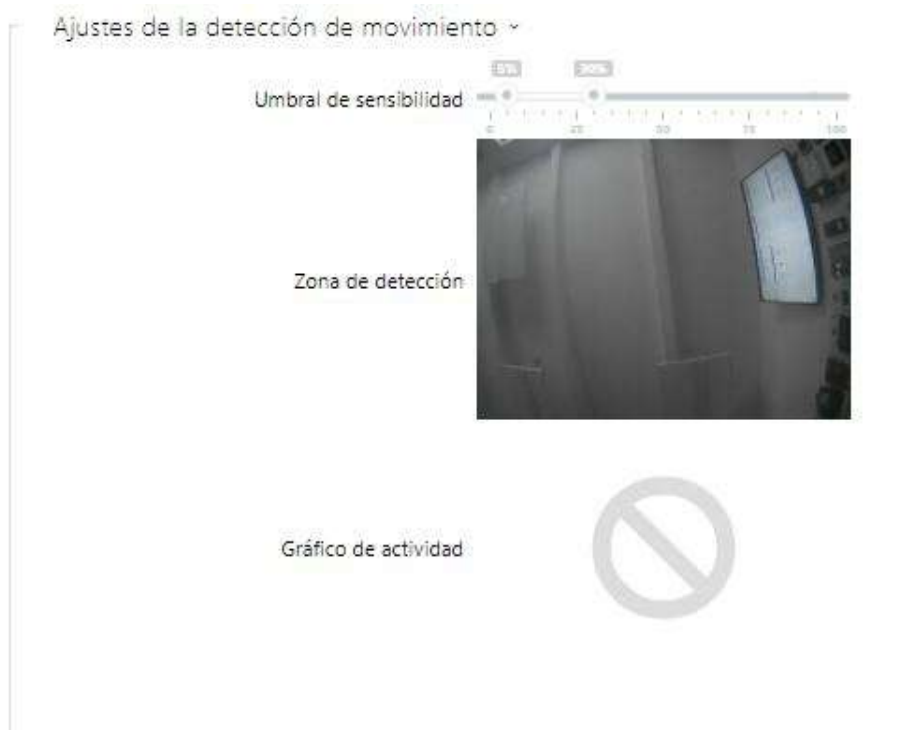 Ajustes de la detección de movimiento
5% 30%
Umbral de sensibilidad
0 25 50 75 100
Zona de detección
Gráfico de actividad